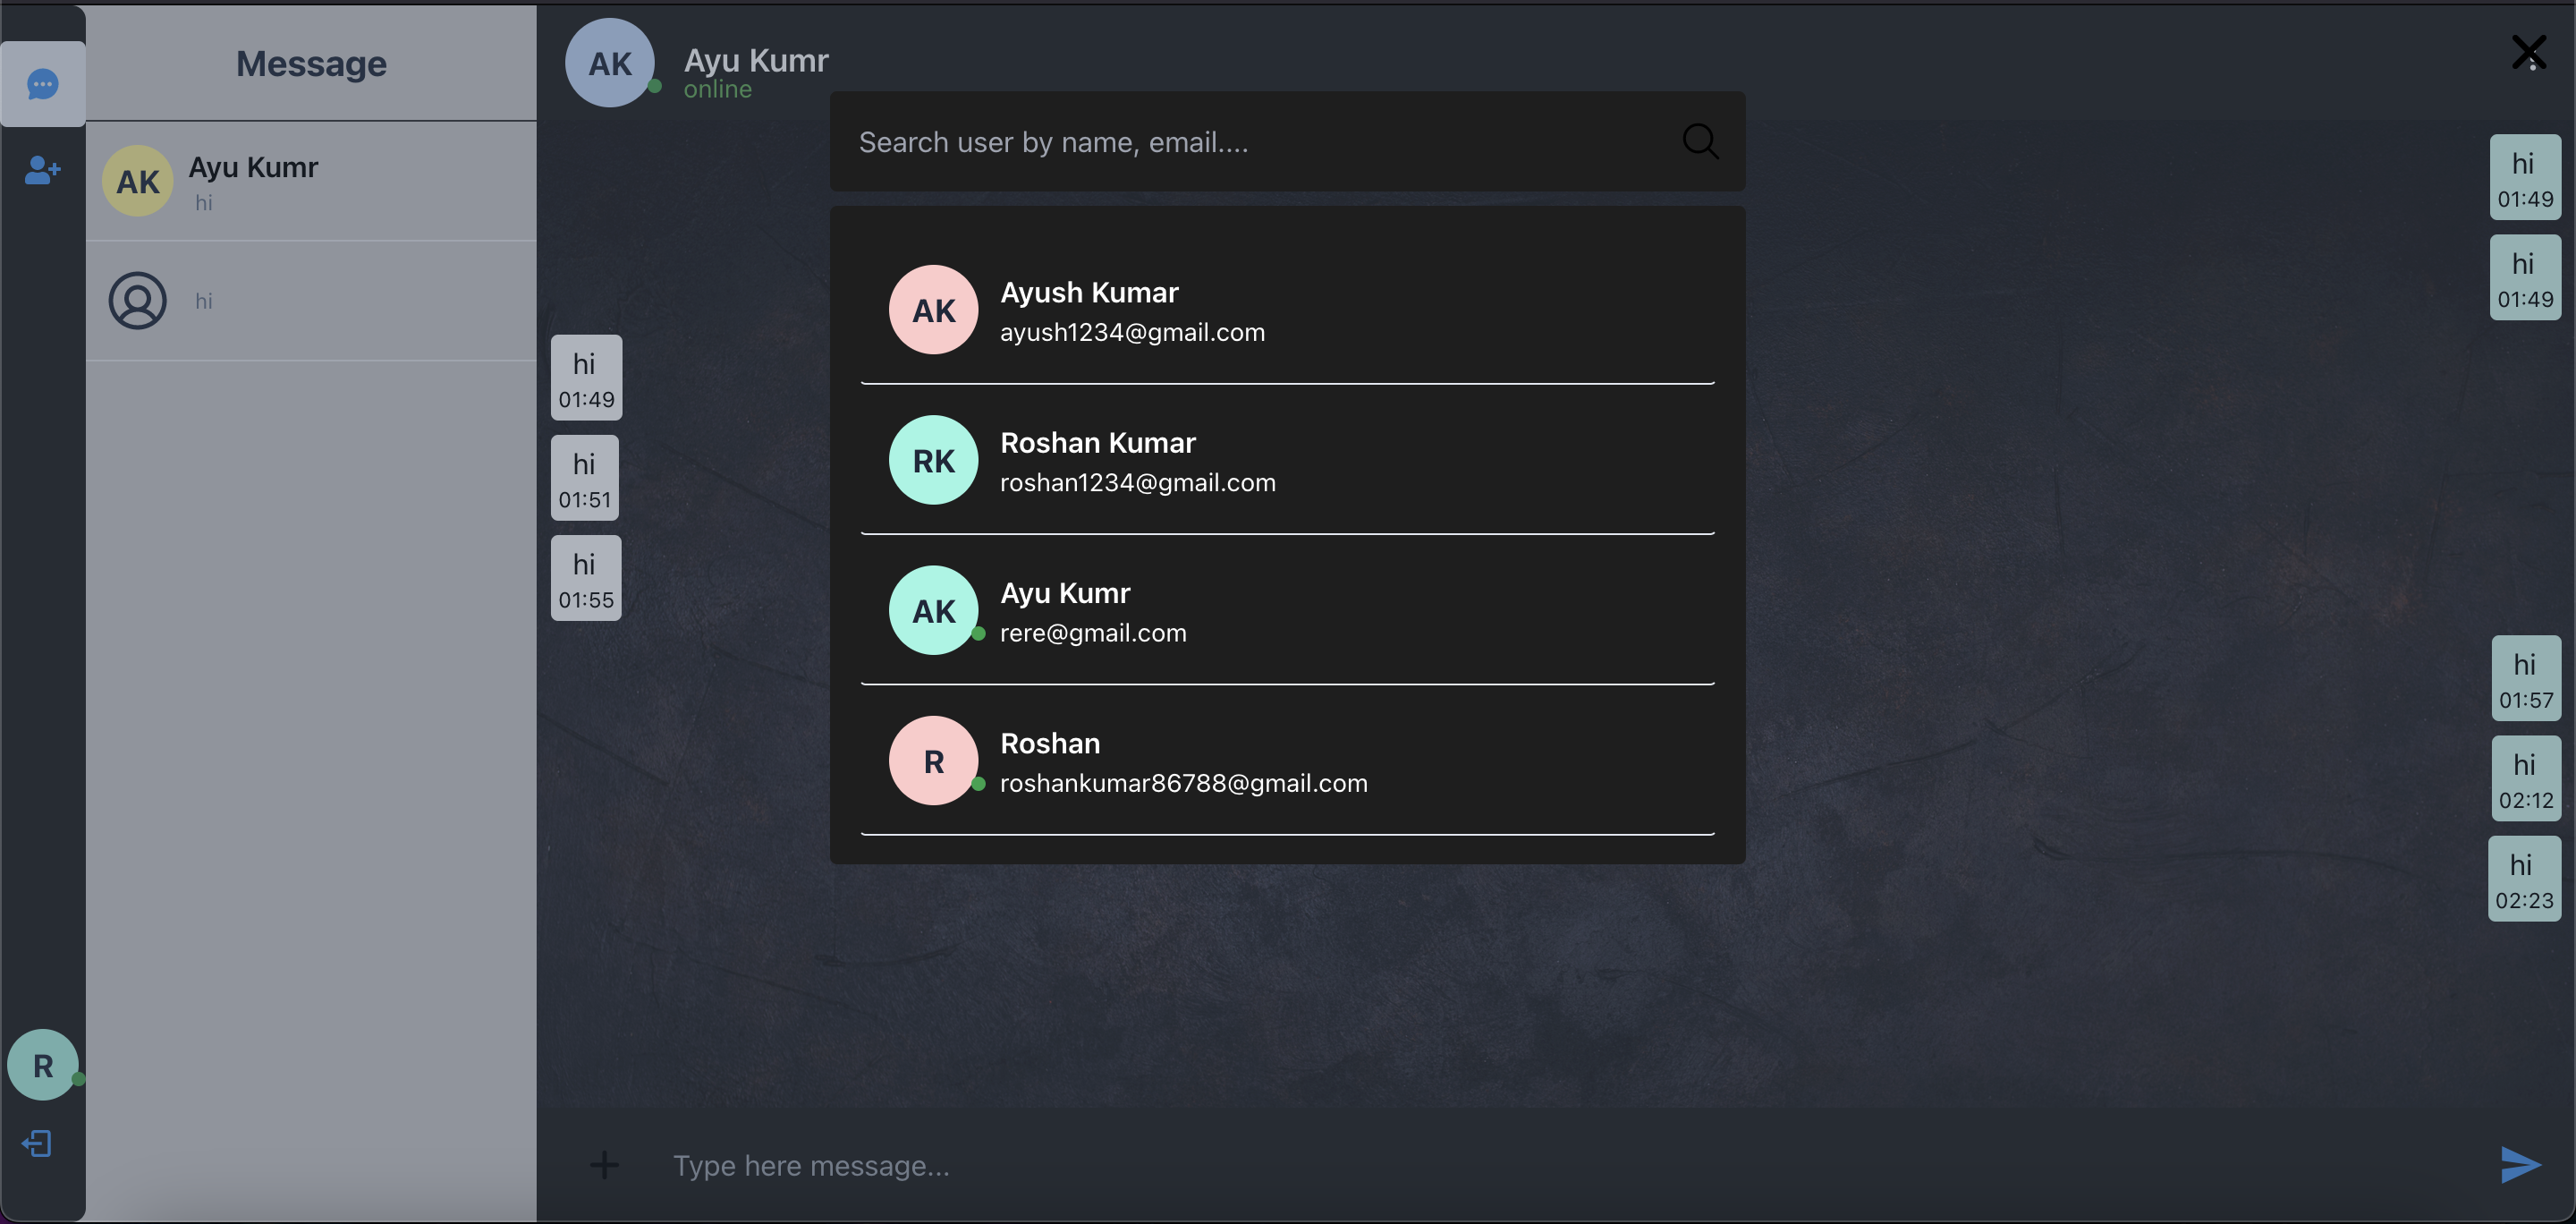 Message
AK
Ayu Kumr
hi
hi
R
AK
Ayu Kumr
online
Search user by name, email....
AK
Ayush Kumar
ayush1234@gmail.com
RK
Roshan Kumar
roshan1234@gmail.com
AK
Ayu Kumr
rere@gmail.com
R
Roshan
roshankumar86788@gmail.com
hi
01:49
hi
01:49
hi
01:49
hi
01:51
hi
01:55
hi
01:57
hi
02:12
hi
02:23
Type here message...